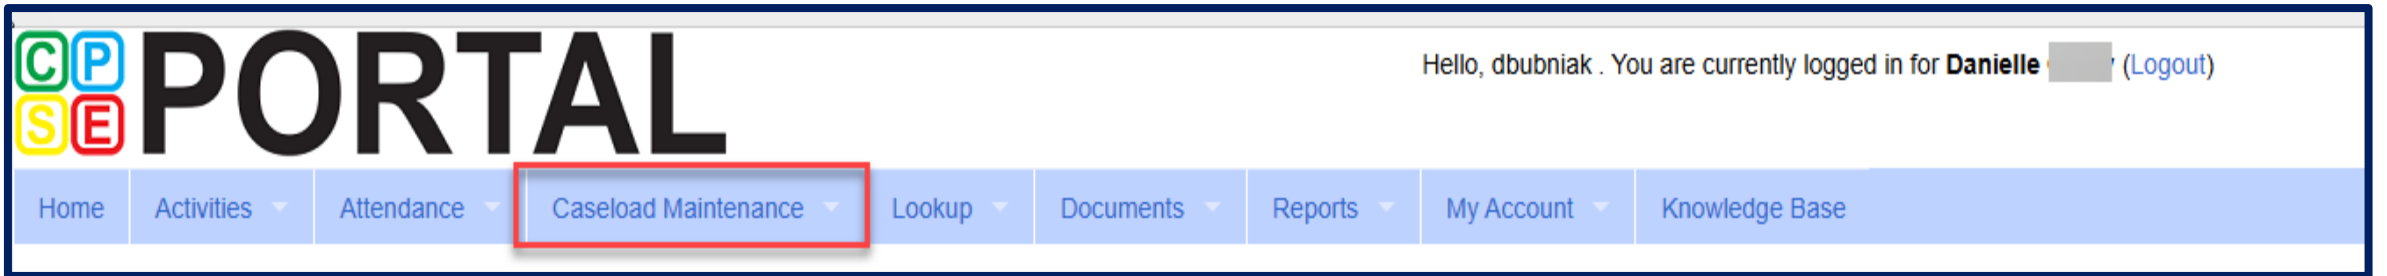 CPSE PORTAL
Hello, dbubniak . You are currently logged in for Danielle (Logout)
Home Activities Attendance Caseload Maintenance Lookup Documents Reports My Account Knowledge Base